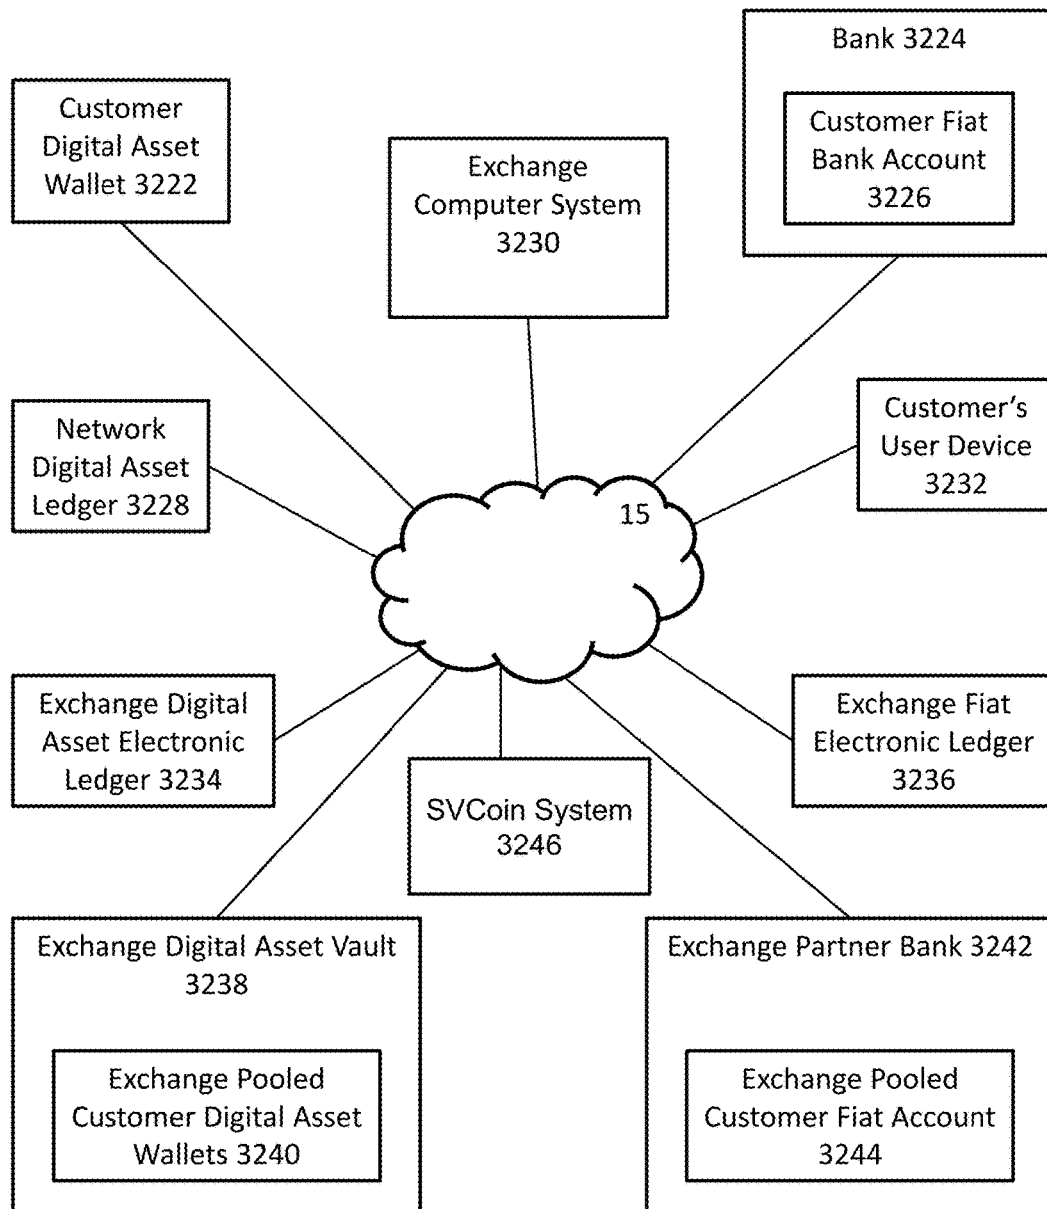 Bank 3224
Customer
Digital Asset
Wallet 3222
Customer Fiat
Bank Account
3226
Exchange
Computer System
3230
Network
Digital Asset
Ledger 3228
Customer's
User Device
3232
15
Exchange Digital
Asset Electronic
Ledger 3234
Exchange Fiat
Electronic Ledger
3236
SVCoin System
3246
Exchange Digital Asset Vault
3238
Exchange Pooled
Customer Digital Asset
Wallets 3240
Exchange Partner Bank 3242
Exchange Pooled
Customer Fiat Account
3244